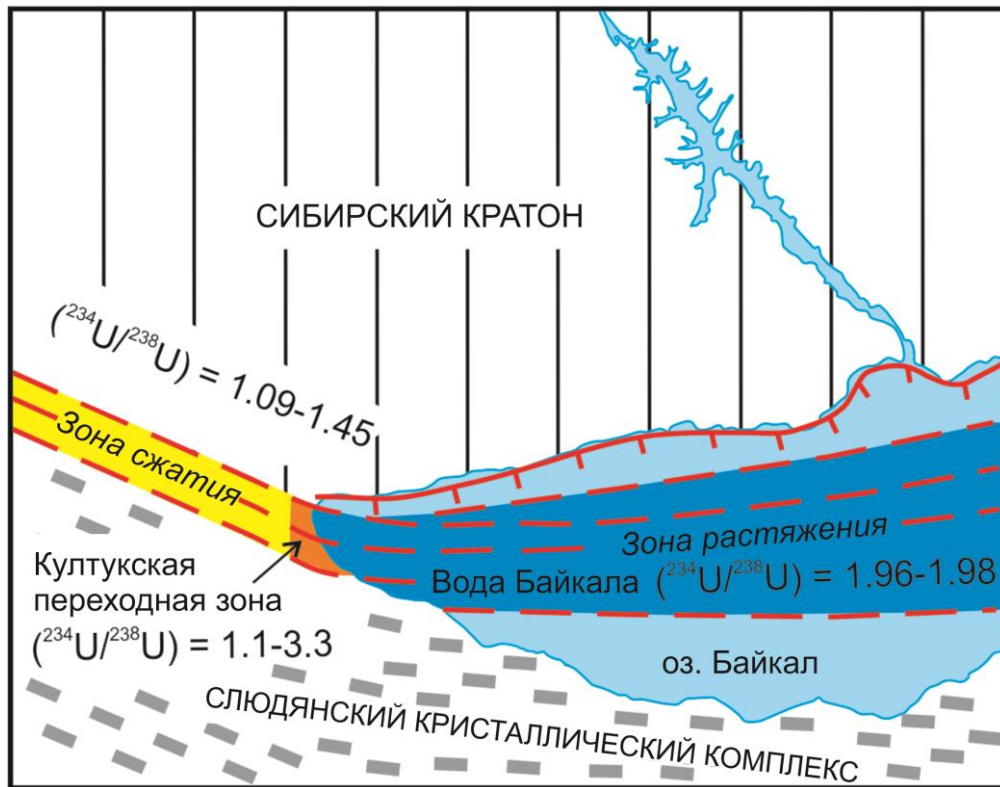 СИБИРСКИЙ КРАТОН
(²³⁴U/²³⁸U) = 1.09-1.45
Зона сжатия
Зона растяжения
Култукская
переходная зона
(²³⁴U/²³⁸U) = 1.1-3.3
Вода Байкала (²³⁴U/²³⁸U) = 1.96-1.98
оз. Байкал
СЛЮДЯНСКИЙ КРИСТАЛЛИЧЕСКИЙ КОМПЛЕКС